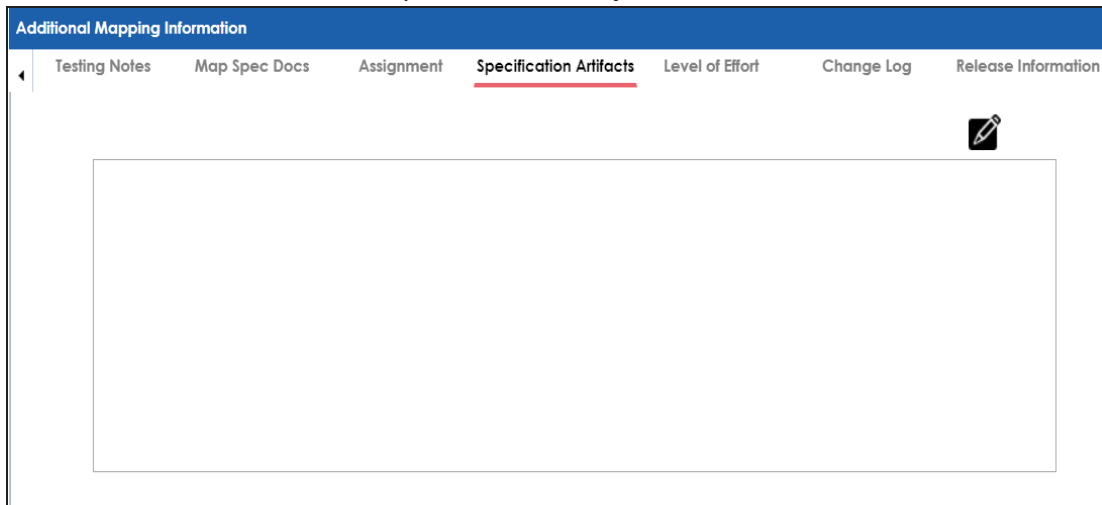 Additional Mapping Information
Testing Notes Map Spec Docs Assignment Specification Artifacts Level of Effort Change Log Release Information